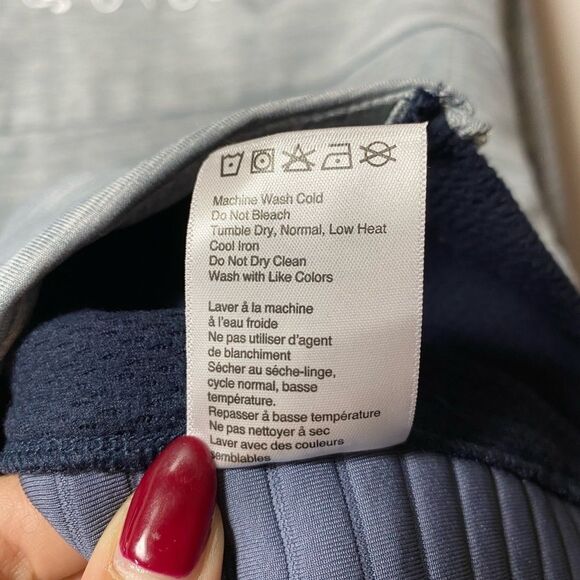 Machine Wash Cold
Do Not Bleach
Tumble Dry, Normal, Low Heat
Cool Iron
Do Not Dry Clean
Wash with Like Colors
Laver à la machine
à l'eau froide
Ne pas utiliser d'agent
de blanchiment
Sécher au séche-linge,
cycle normal, basse
température.
Repasser à basse température
Ne pas nettoyer à sec
Laver avec des couleurs
semblables